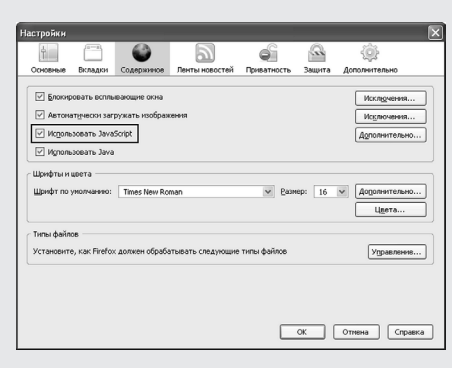 Настройки
Основные Вкладки Содержимое Ленты новостей Приватность Защита Дополнительно
Блокировать всплывающие окна Исключения...
Автоматически загружать изображения Исключения...
Использовать JavaScript Дополнительно...
Использовать Java
Шрифты и цвета
Шрифт по умолчанию: Times New Roman Размер: 16 Дополнительно...
Цвета...
Типы файлов
Установите, как Firefox должен обрабатывать следующие типы файлов Управление...
ОК Отмена Справка